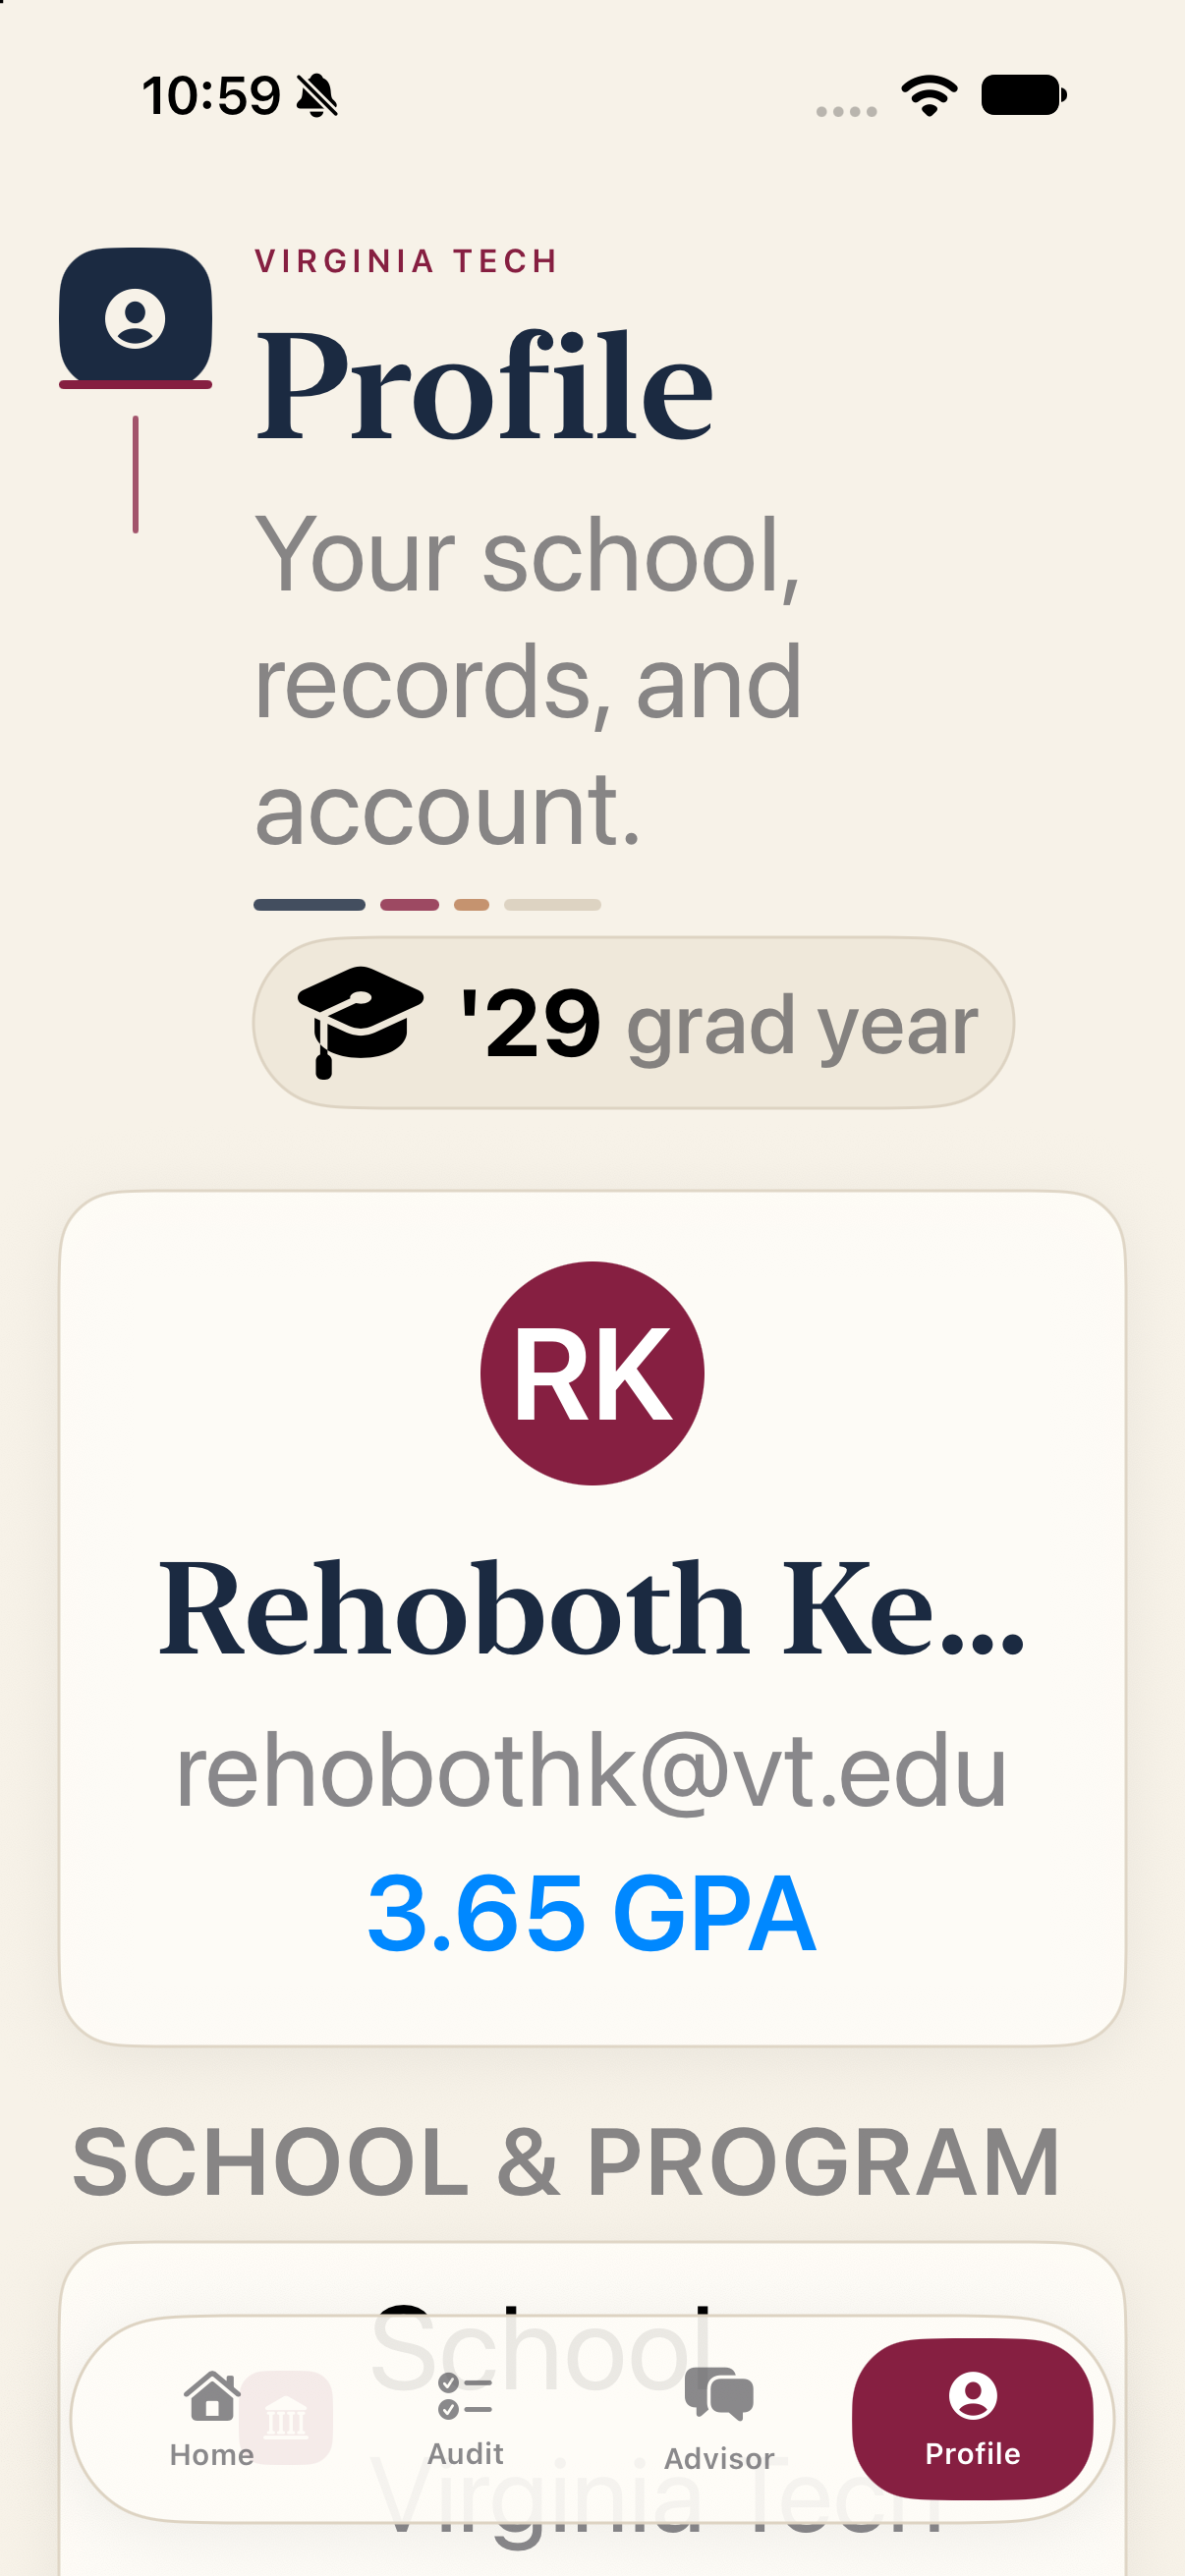 10:59
VIRGINIA TECH
Profile
Your school,
records, and
account.
'29 grad year
RK
Rehoboth Ke...
rehobothk@vt.edu
3.65 GPA
SCHOOL & PROGRAM
School
Virginia Tech
Home
Audit
Advisor
Profile